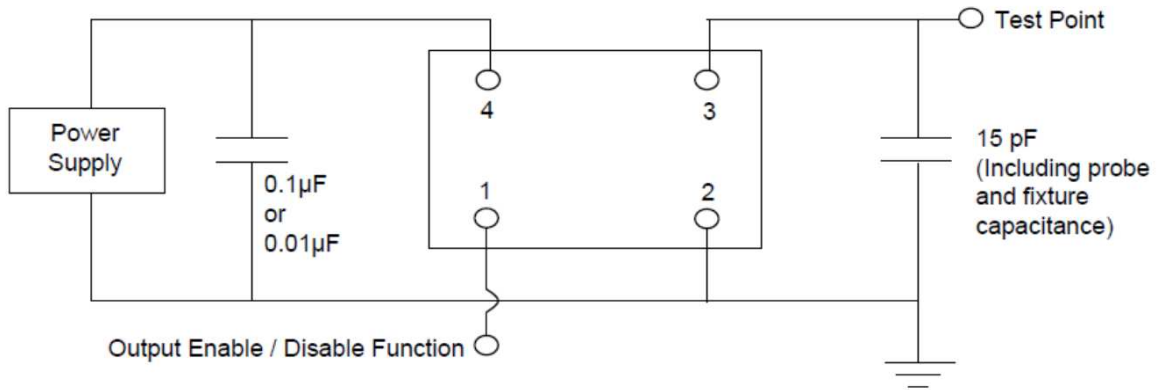 Test Point
Power
Supply
4
3
0.1µF
or
0.01µF
1
2
15 pF
(Including probe
and fixture
capacitance)
Output Enable / Disable Function